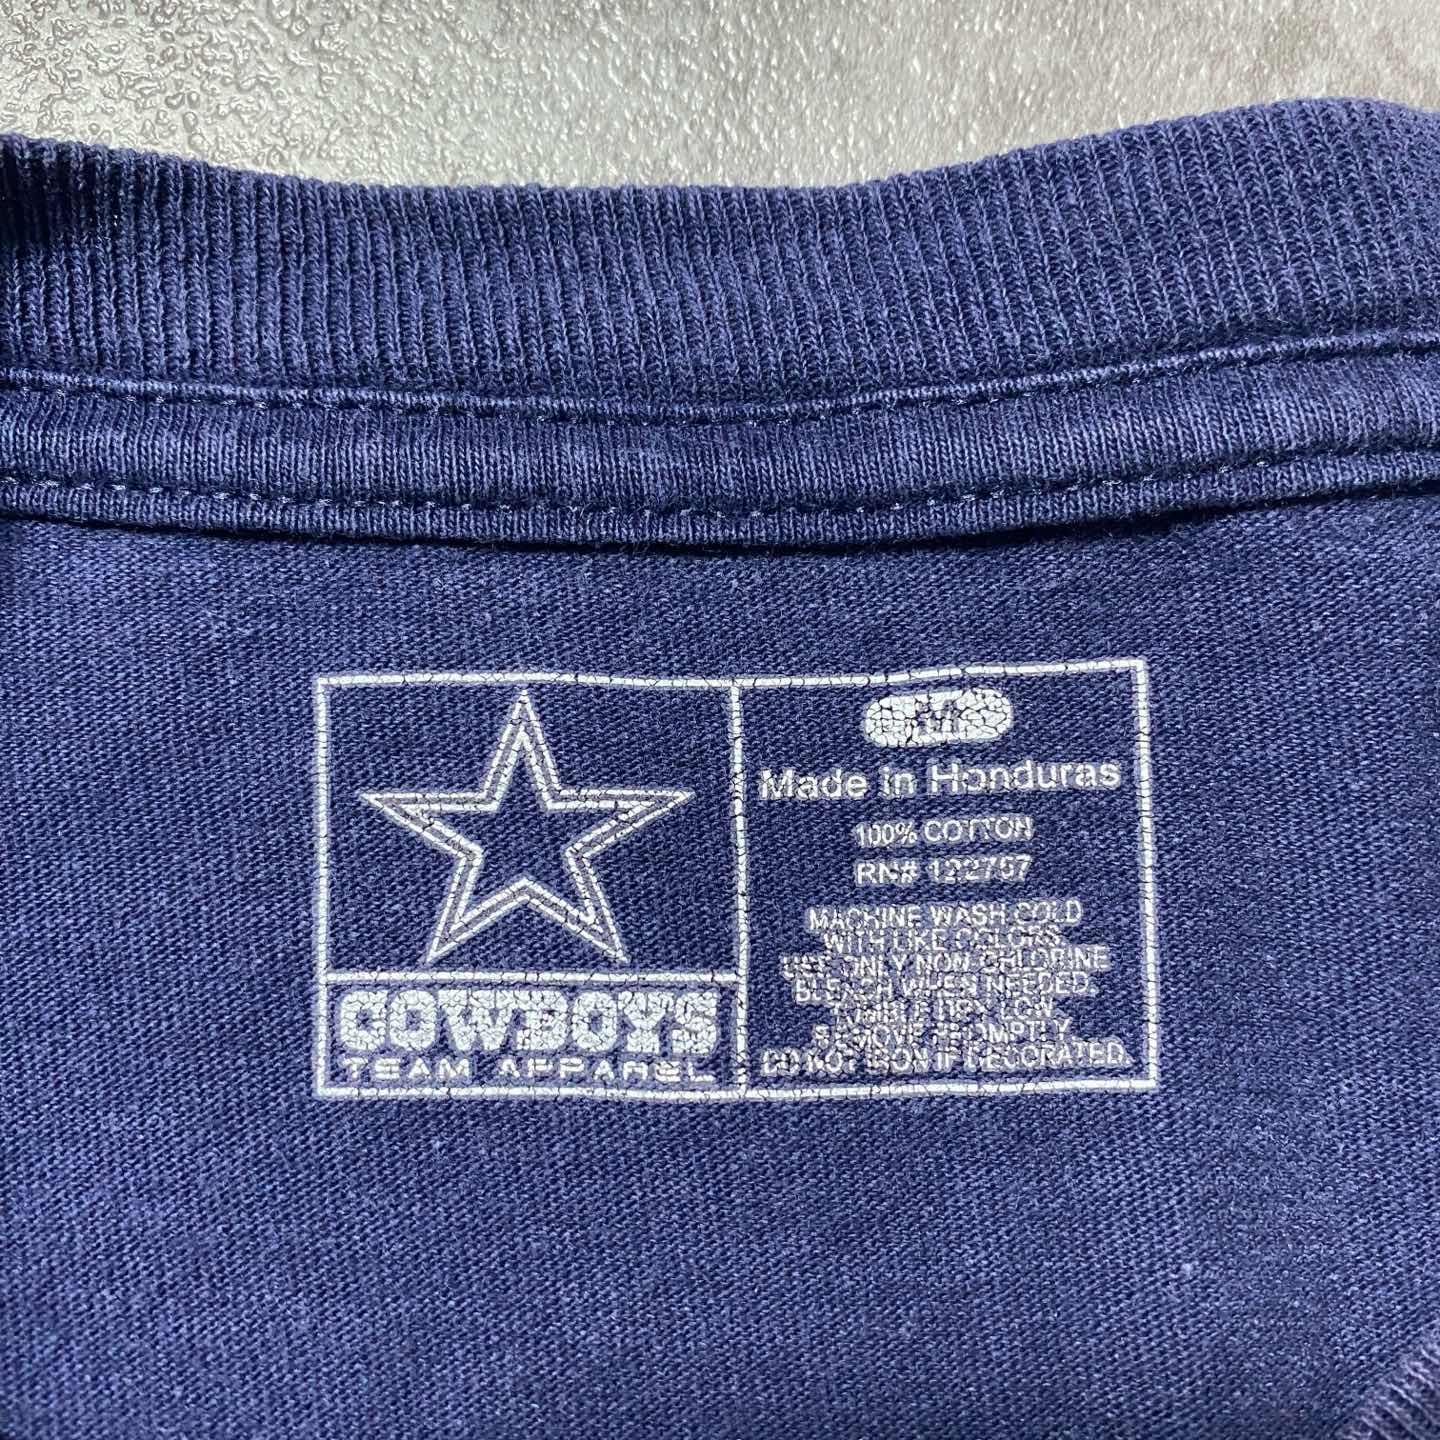 COWBOYS
TEAM APPAREL
M
Made in Honduras
100% COTTON
RN# 122767
MACHINE WASH COLD
WITH LIKE COLORS.
USE ONLY NON-CHLORINE
BLEACH WHEN NEEDED.
TUMBLE DRY LOW.
REMOVE PROMPTLY
DO NOT IRON IF DECORATED.